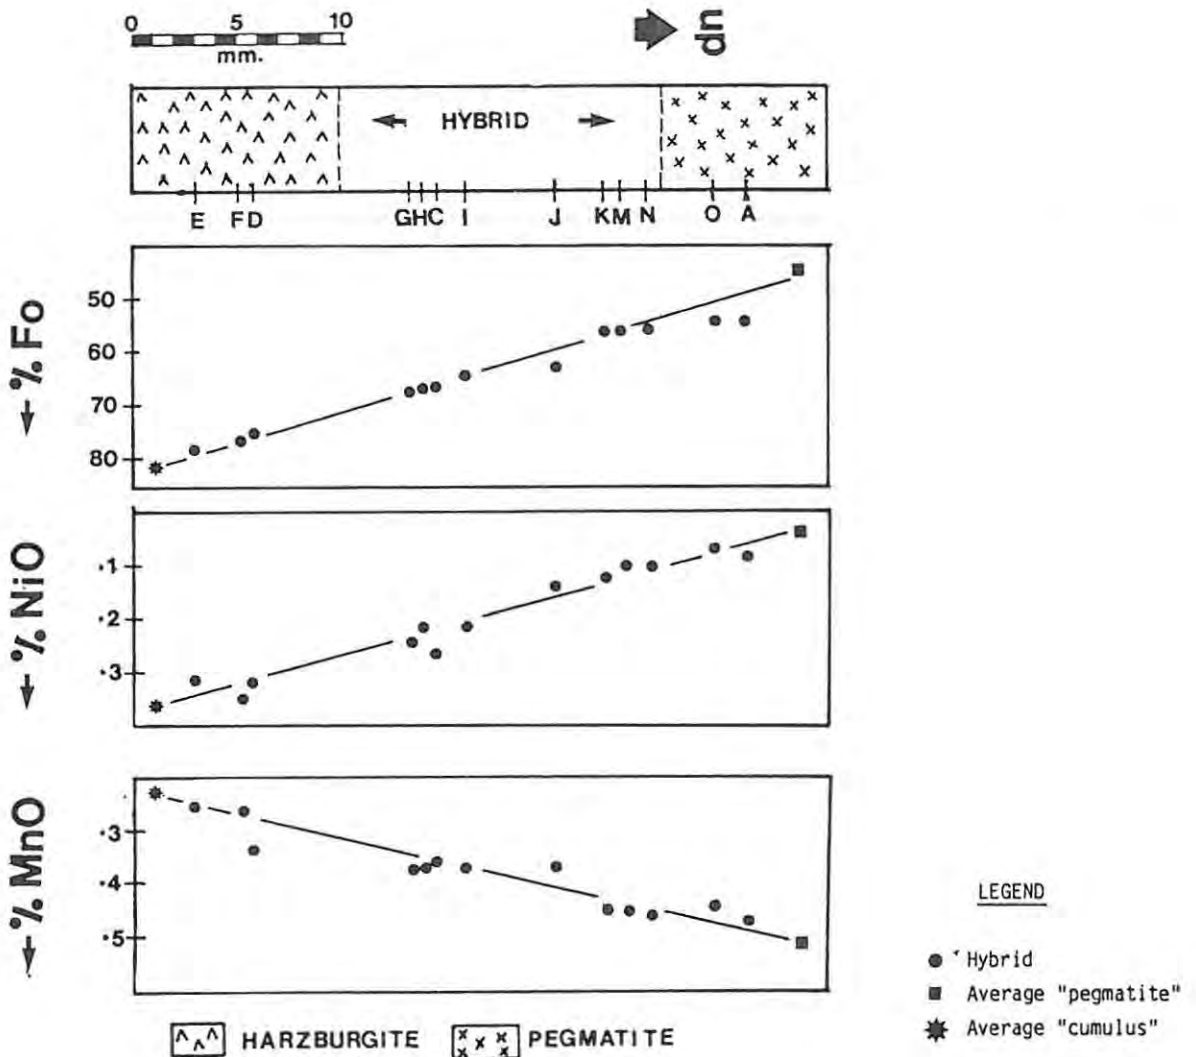 0 5 10
mm.
up
HYBRID
E F D G H C I J K M N O A
50
60
70
80
% Fo
.1
.2
.3
% NiO
.3
.4
.5
% MnO
HARZBURGITE PEGMATITE
LEGEND
Hybrid
Average "pegmatite"
Average "cumulus"